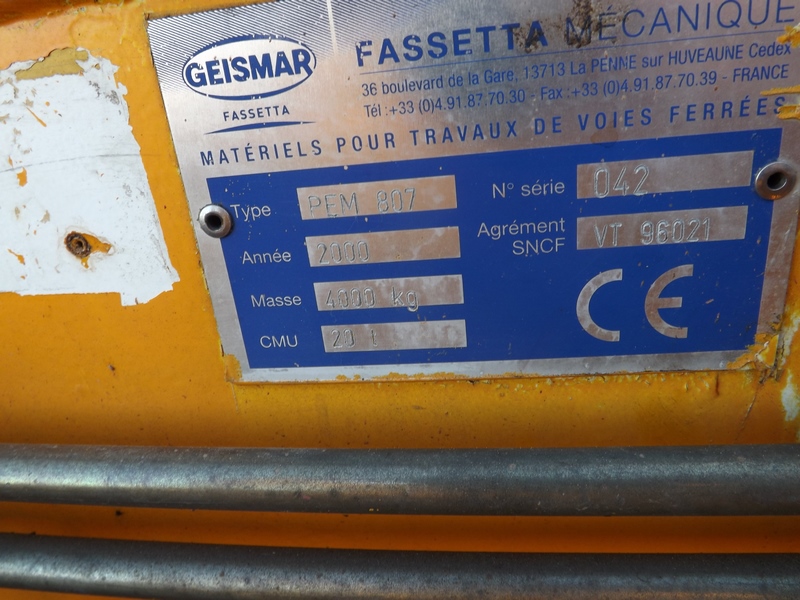 GEISMAR
FASSETTA
FASSETTA MÉCANIQUE
36 boulevard de la Gare, 13713 La PENNE sur HUVEAUNE Cedex
Tél :+33 (0)4.91.87.70.30 - Fax :+33 (0)4.91.87.70.39 - FRANCE
MATÉRIELS POUR TRAVAUX DE VOIES FERRÉES
Type PEM 807
N° série 042
Année 2000
Agrément
SNCF VT 96021
Masse 4000 kg
CMU 20 t
CE